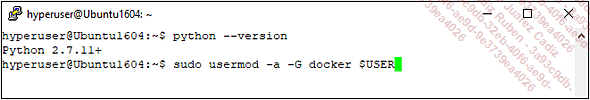 hyperuser@Ubuntu1604: ~
hyperuser@Ubuntu1604:~$ python --version
Python 2.7.11+
hyperuser@Ubuntu1604:~$ sudo usermod -a -G docker $USER